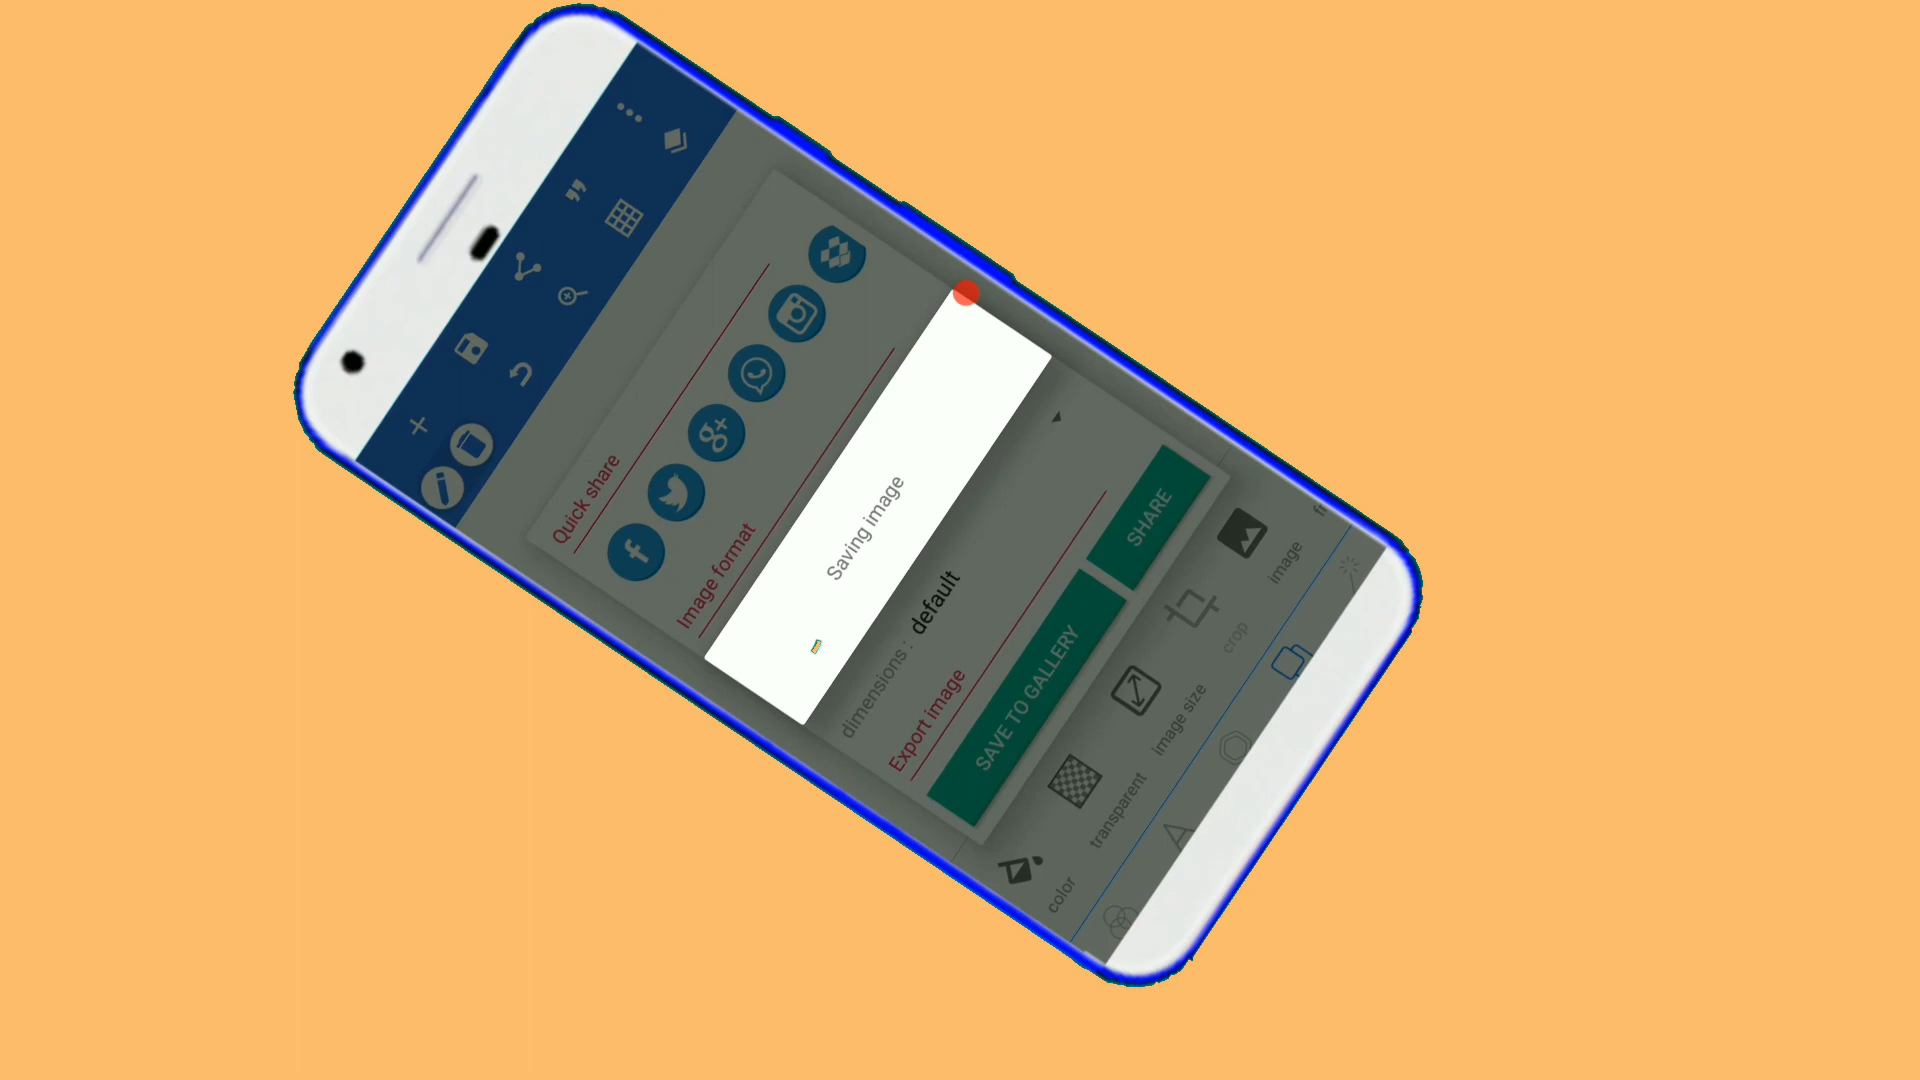 Quick share
Image format
Saving image
dimensions : default
Export image
SAVE TO GALLERY
SHARE
color
transparent
image size
crop
image